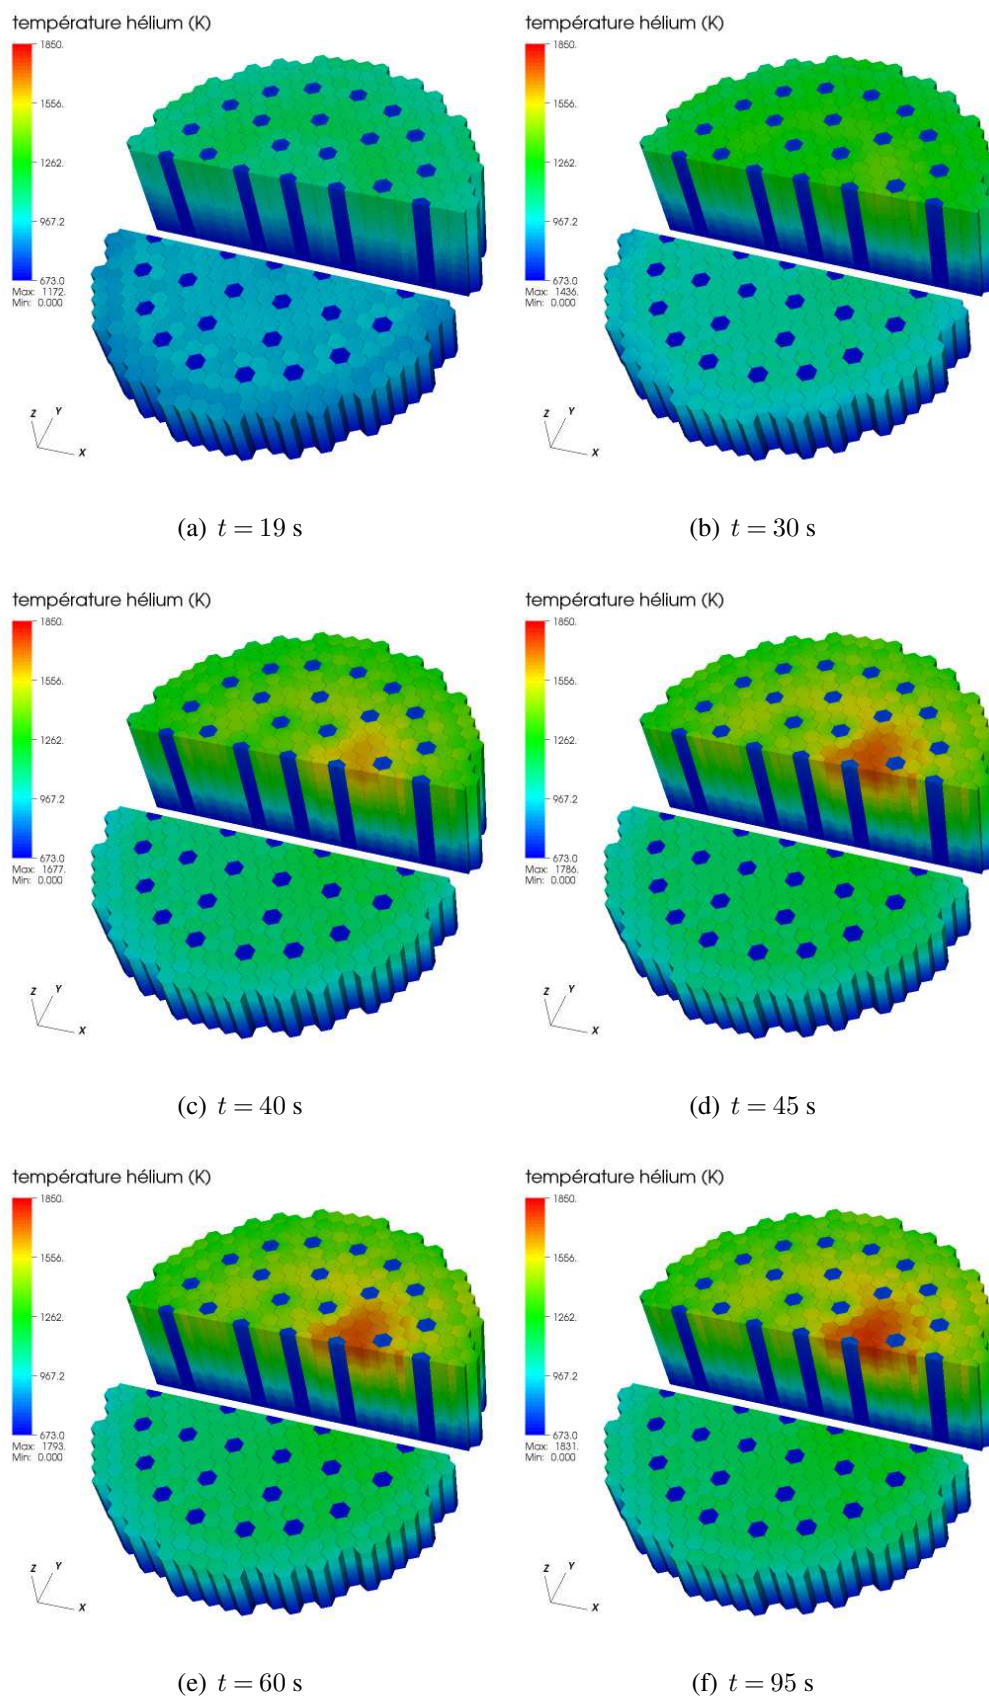 température hélium (K)
1850.
1556.
1262.
967.2
673.0
Max: 1172.
Min: 0.000
Z Y
X
(a) t = 19 s
température hélium (K)
1850.
1556.
1262.
967.2
673.0
Max: 1436.
Min: 0.000
Z Y
X
(b) t = 30 s
température hélium (K)
1850.
1556.
1262.
967.2
673.0
Max: 1677.
Min: 0.000
Z Y
X
(c) t = 40 s
température hélium (K)
1850.
1556.
1262.
967.2
673.0
Max: 1786.
Min: 0.000
Z Y
X
(d) t = 45 s
température hélium (K)
1850.
1556.
1262.
967.2
673.0
Max: 1793.
Min: 0.000
Z Y
X
(e) t = 60 s
température hélium (K)
1850.
1556.
1262.
967.2
673.0
Max: 1831.
Min: 0.000
Z Y
X
(f) t = 95 s